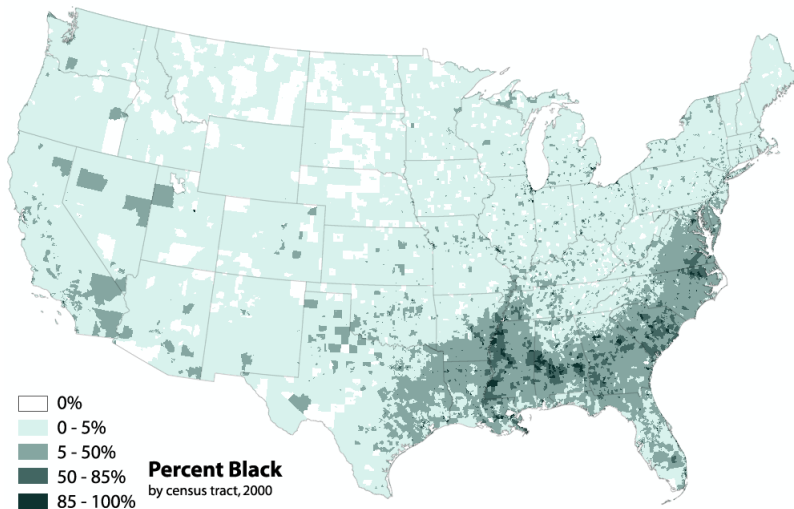 0%
0 - 5%
5 - 50%
50 - 85%
85 - 100%
Percent Black
by census tract, 2000